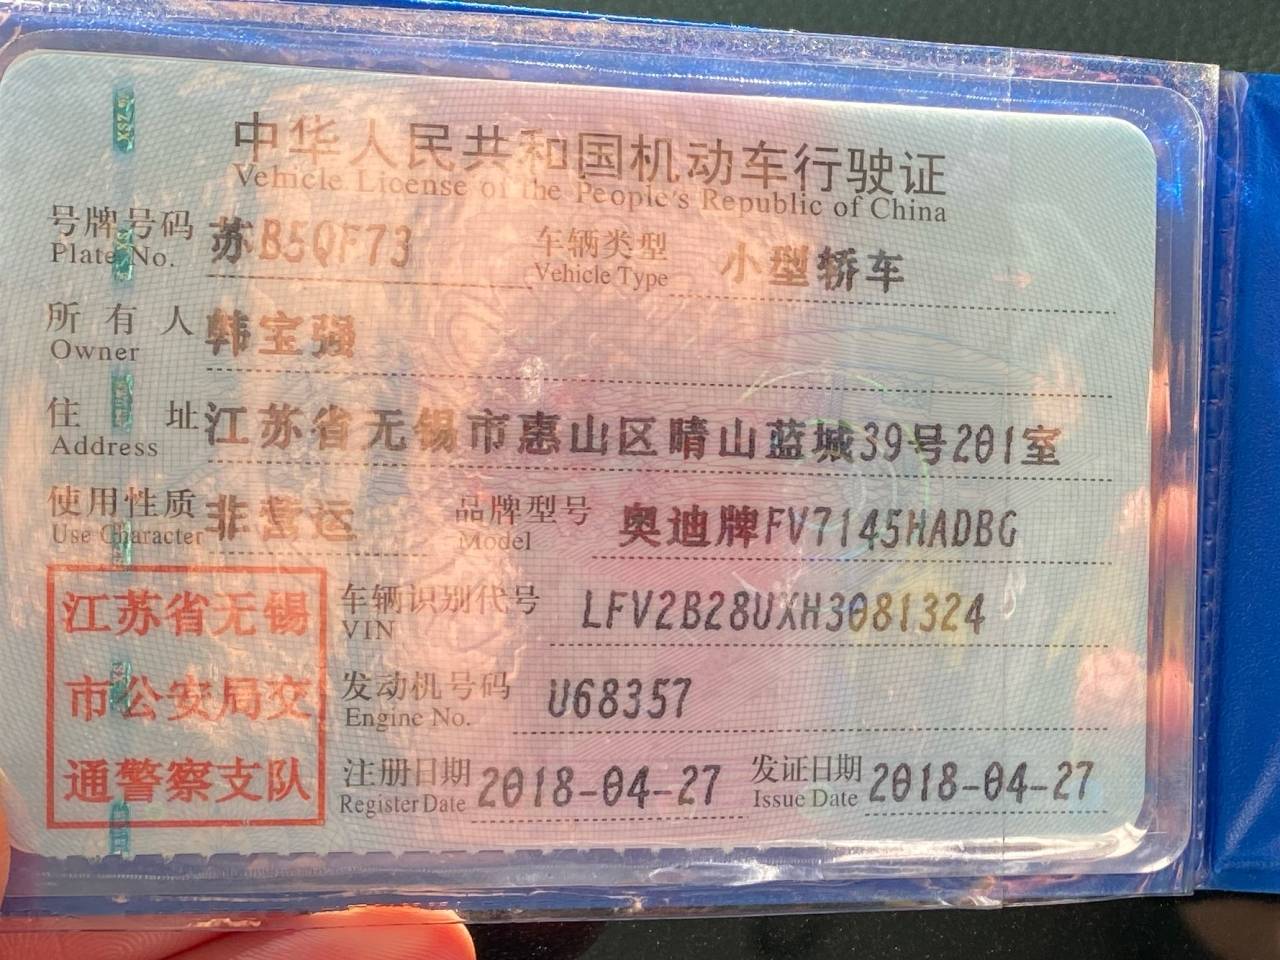 中华人民共和国机动车行驶证
Vehicle License of the People's Republic of China
号牌号码 苏B5QF73 车辆类型 小型轿车
Plate No. Vehicle Type
所有人 韩宝强
Owner
住址 江苏省无锡市惠山区晴山蓝城39号201室
Address
使用性质 非营运 品牌型号 奥迪牌FV7145HADBG
Use Character Model
江苏省无锡
市公安局交
通警察支队
车辆识别代号 LFV2B28UXH3081324
VIN
发动机号码 U68357
Engine No.
注册日期 2018-04-27 发证日期 2018-04-27
Register Date Issue Date